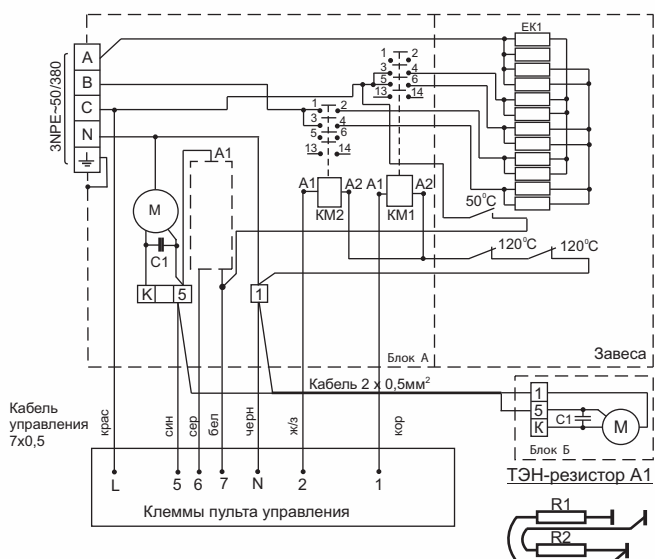 3NPE~50/380
A
B
C
N
EK1
1 2
3 4
5 6
13 14
1 2
3 4
5 6
13 14
A1
M
C1
A1 A2
KM2
A1 A2
KM1
50°C
120°C 120°C
K 5
1
Блок А
Завеса
Кабель 2 х 0,5мм²
Кабель
управления
7х0,5
крас
син
сер
бел
черн
ж/з
кор
1
5
К
C1
M
Блок Б
L 5 6 7 N 2 1
Клеммы пульта управления
ТЭН-резистор А1
R1
R2